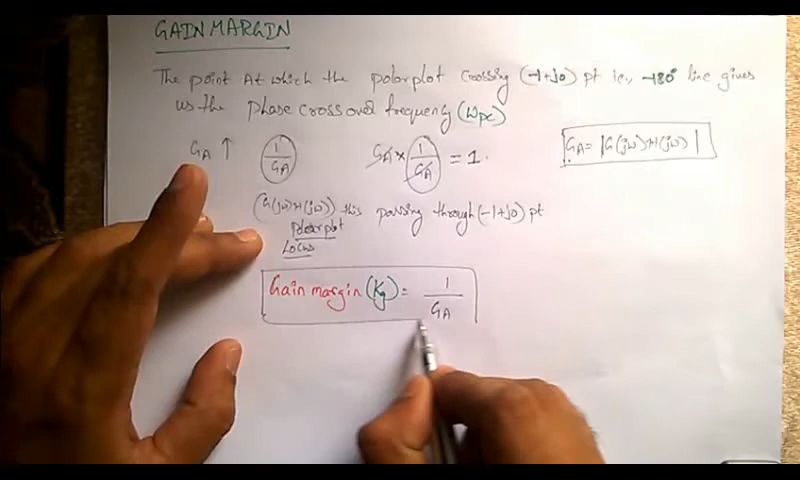 GAIN MARGIN
The point At which the polarplot crossing (-1+j0) pt ie., -180° line gives
us the phase cross over frequency (Wpc)
GA ↑ 1/GA GA × 1/GA = 1. GA = |G(jω)H(jω)|
(G(jω)H(jω)) this passing through (-1+j0) pt
polarplot
Locus
Gain margin (Kg) = 1/GA